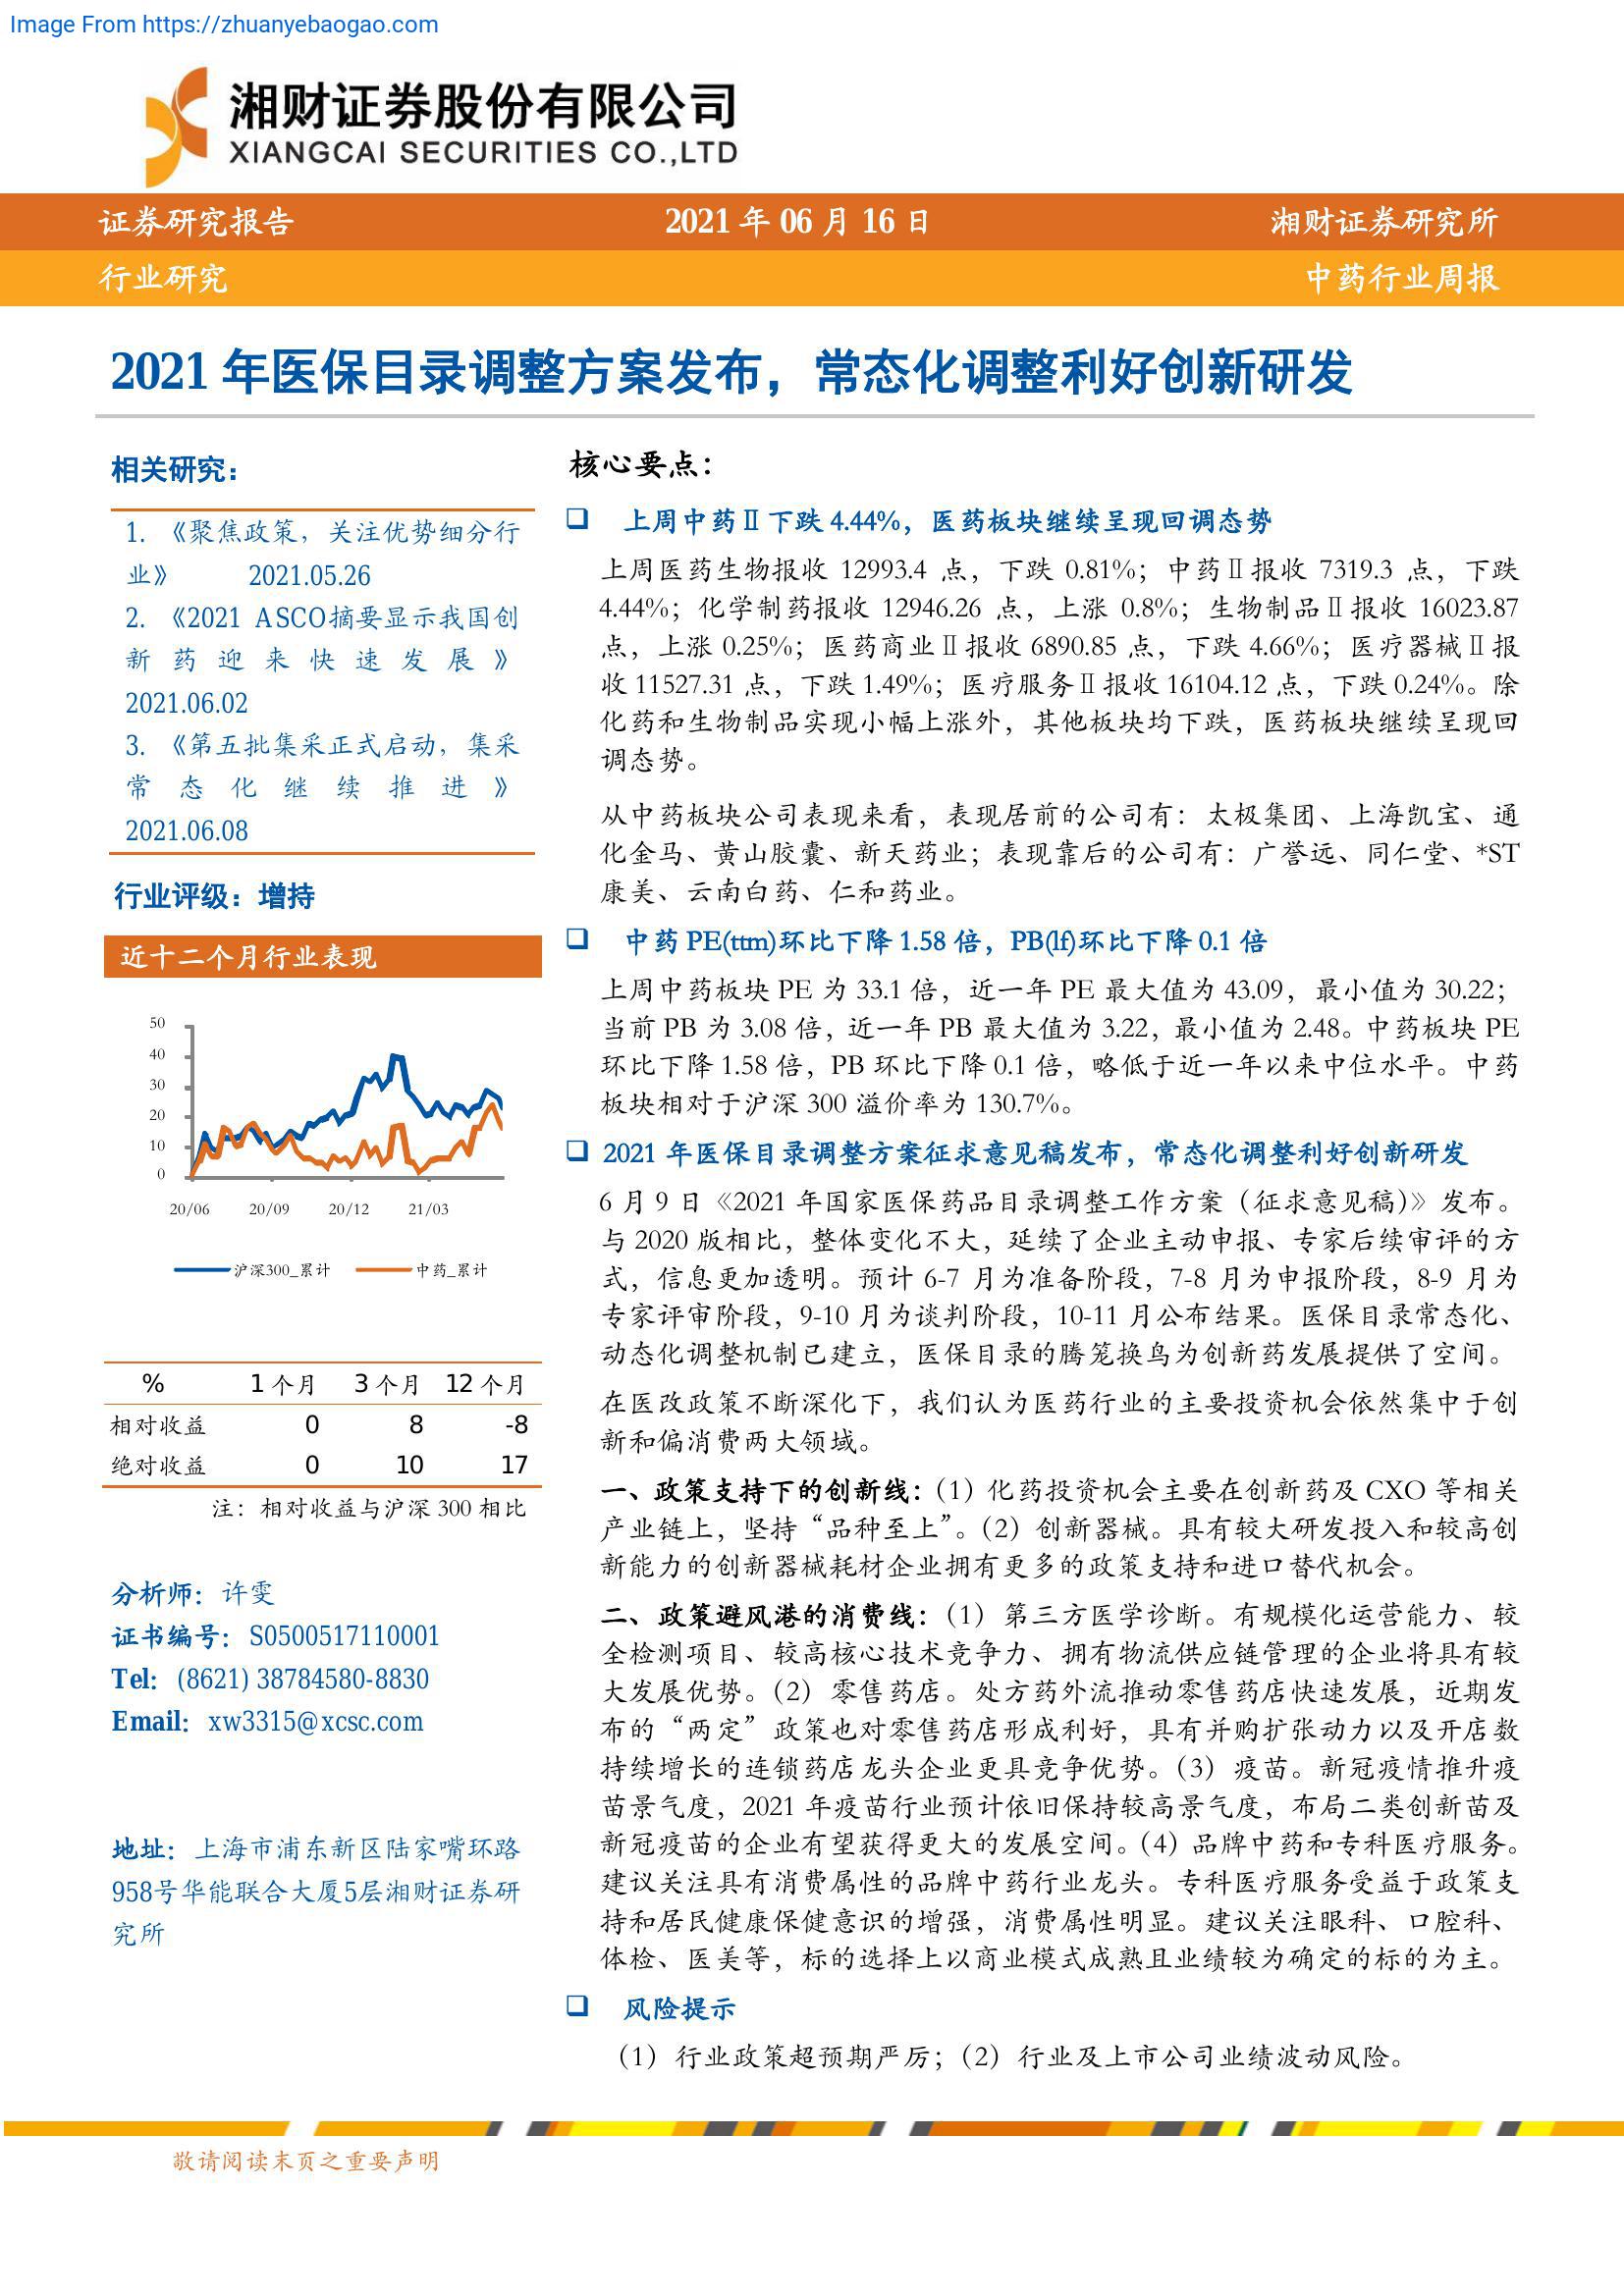 Image From https://zhuanyebaogao.com
湘财证券股份有限公司
XIANGCAI SECURITIES CO.,LTD
证券研究报告 2021 年 06 月 16 日 湘财证券研究所
行业研究 中药行业周报
2021 年医保目录调整方案发布，常态化调整利好创新研发
相关研究：
1. 《聚焦政策，关注优势细分行
业》 2021.05.26
2. 《2021 ASCO摘要显示我国创
新药迎来快速发展》
2021.06.02
3. 《第五批集采正式启动，集采
常态化继续推进》
2021.06.08
行业评级：增持
近十二个月行业表现
50
40
30
20
10
0
20/06 20/09 20/12 21/03
沪深300_累计 中药_累计
% 1 个月 3 个月 12 个月
相对收益 0 8 -8
绝对收益 0 10 17
注：相对收益与沪深 300 相比
分析师：许雯
证书编号：S0500517110001
Tel：(8621) 38784580-8830
Email：xw3315@xcsc.com
地址：上海市浦东新区陆家嘴环路
958号华能联合大厦5层湘财证券研
究所
核心要点：
❑ 上周中药Ⅱ下跌 4.44%，医药板块继续呈现回调态势
上周医药生物报收 12993.4 点，下跌 0.81%；中药Ⅱ报收 7319.3 点，下跌
4.44%；化学制药报收 12946.26 点，上涨 0.8%；生物制品Ⅱ报收 16023.87
点，上涨 0.25%；医药商业Ⅱ报收 6890.85 点，下跌 4.66%；医疗器械Ⅱ报
收 11527.31 点，下跌 1.49%；医疗服务Ⅱ报收 16104.12 点，下跌 0.24%。除
化药和生物制品实现小幅上涨外，其他板块均下跌，医药板块继续呈现回
调态势。
从中药板块公司表现来看，表现居前的公司有：太极集团、上海凯宝、通
化金马、黄山胶囊、新天药业；表现靠后的公司有：广誉远、同仁堂、*ST
康美、云南白药、仁和药业。
❑ 中药 PE(ttm)环比下降 1.58 倍，PB(lf)环比下降 0.1 倍
上周中药板块 PE 为 33.1 倍，近一年 PE 最大值为 43.09，最小值为 30.22；
当前 PB 为 3.08 倍，近一年 PB 最大值为 3.22，最小值为 2.48。中药板块 PE
环比下降 1.58 倍，PB 环比下降 0.1 倍，略低于近一年以来中位水平。中药
板块相对于沪深 300 溢价率为 130.7%。
❑ 2021 年医保目录调整方案征求意见稿发布，常态化调整利好创新研发
6 月 9 日《2021 年国家医保药品目录调整工作方案（征求意见稿）》发布。
与 2020 版相比，整体变化不大，延续了企业主动申报、专家后续审评的方
式，信息更加透明。预计 6-7 月为准备阶段，7-8 月为申报阶段，8-9 月为
专家评审阶段，9-10 月为谈判阶段，10-11 月公布结果。医保目录常态化、
动态化调整机制已建立，医保目录的腾笼换鸟为创新药发展提供了空间。
在医改政策不断深化下，我们认为医药行业的主要投资机会依然集中于创
新和偏消费两大领域。
一、政策支持下的创新线：（1）化药投资机会主要在创新药及 CXO 等相关
产业链上，坚持“品种至上”。（2）创新器械。具有较大研发投入和较高创
新能力的创新器械耗材企业拥有更多的政策支持和进口替代机会。
二、政策避风港的消费线：（1）第三方医学诊断。有规模化运营能力、较
全检测项目、较高核心技术竞争力、拥有物流供应链管理的企业将具有较
大发展优势。（2）零售药店。处方药外流推动零售药店快速发展，近期发
布的“两定”政策也对零售药店形成利好，具有并购扩张动力以及开店数
持续增长的连锁药店龙头企业更具竞争优势。（3）疫苗。新冠疫情推升疫
苗景气度，2021 年疫苗行业预计依旧保持较高景气度，布局二类创新苗及
新冠疫苗的企业有望获得更大的发展空间。（4）品牌中药和专科医疗服务。
建议关注具有消费属性的品牌中药行业龙头。专科医疗服务受益于政策支
持和居民健康保健意识的增强，消费属性明显。建议关注眼科、口腔科、
体检、医美等，标的选择上以商业模式成熟且业绩较为确定的标的为主。
❑ 风险提示
（1）行业政策超预期严厉；（2）行业及上市公司业绩波动风险。
敬请阅读末页之重要声明